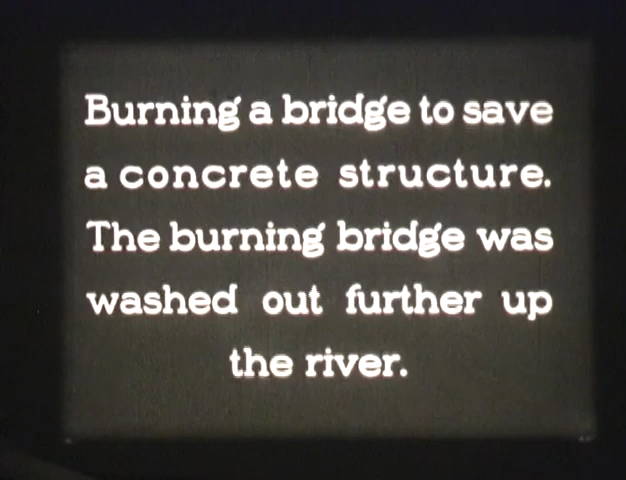 Burning a bridge to save
a concrete structure.
The burning bridge was
washed out further up
the river.